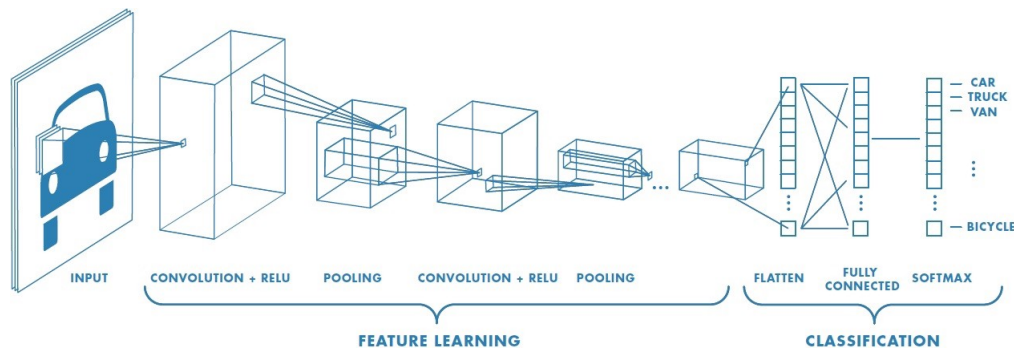 CAR
TRUCK
VAN
BICYCLE
INPUT
CONVOLUTION + RELU
POOLING
CONVOLUTION + RELU
POOLING
FLATTEN
FULLY
CONNECTED
SOFTMAX
FEATURE LEARNING
CLASSIFICATION